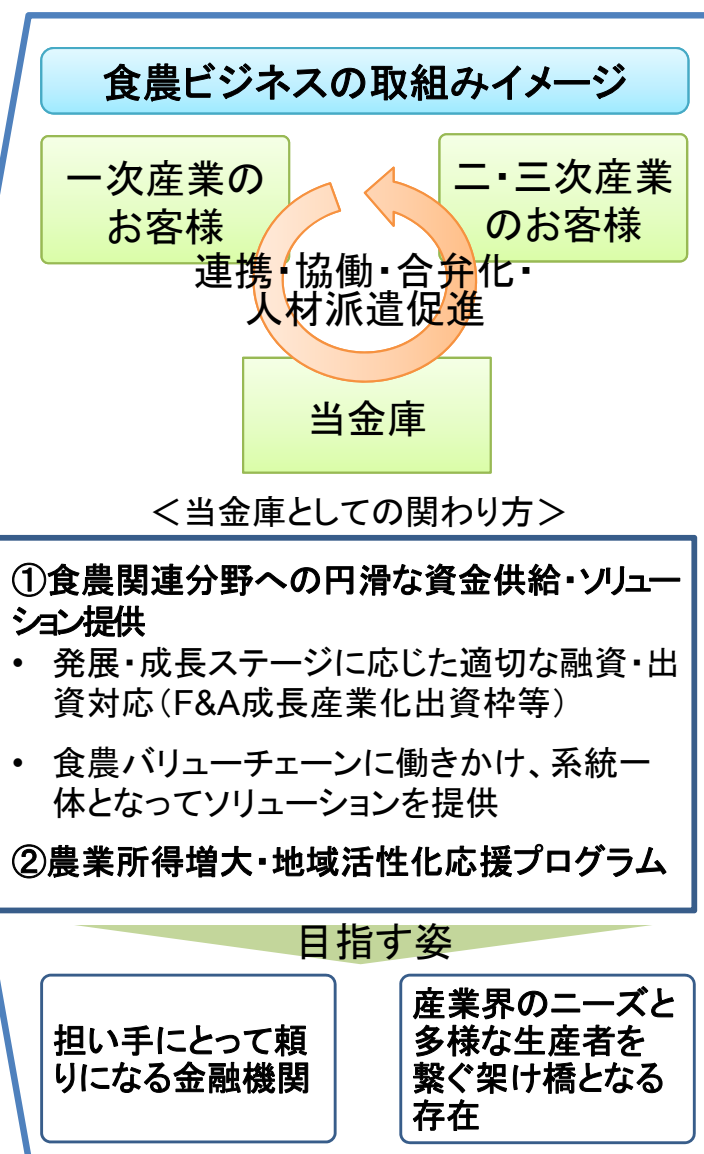 食農ビジネスの取組みイメージ
一次産業の
お客様
二・三次産業
のお客様
連携・協働・合弁化・
人材派遣促進
当金庫
＜当金庫としての関わり方＞
①食農関連分野への円滑な資金供給・ソリュー
ション提供
• 発展・成長ステージに応じた適切な融資・出
資対応（F&A成長産業化出資枠等）
• 食農バリューチェーンに働きかけ、系統一
体となってソリューションを提供
②農業所得増大・地域活性化応援プログラム
目指す姿
担い手にとって頼
りになる金融機関
産業界のニーズと
多様な生産者を
繋ぐ架け橋となる
存在